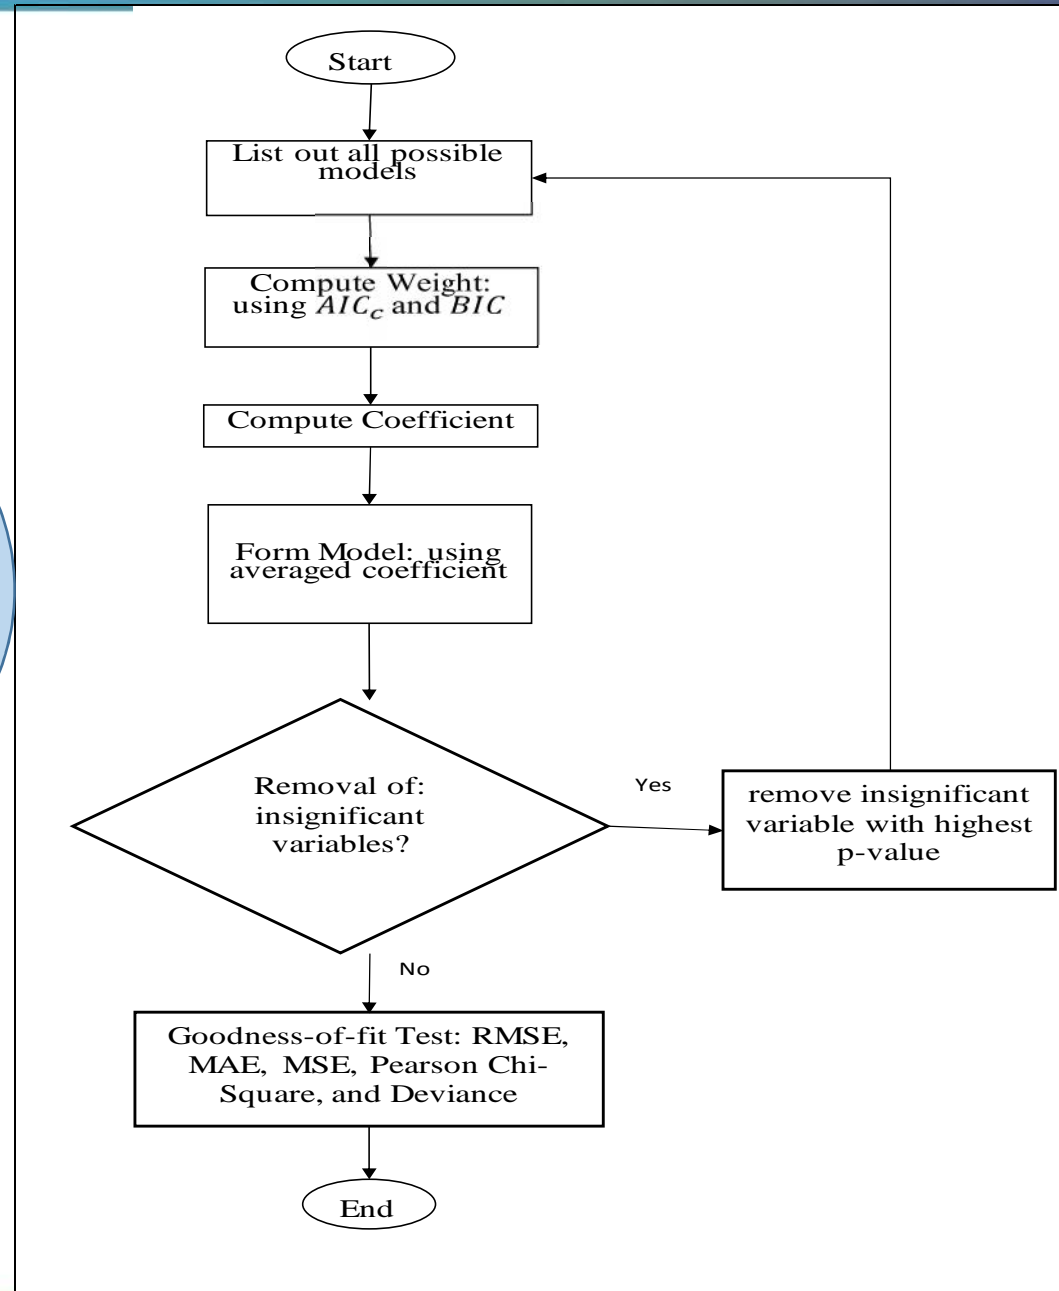 Start
List out all possible
models
Compute Weight:
using AICc and BIC
Compute Coefficient
Form Model: using
averaged coefficient
Removal of:
insignificant
variables?
Yes
remove insignificant
variable with highest
p-value
No
Goodness-of-fit Test: RMSE,
MAE, MSE, Pearson Chi-
Square, and Deviance
End